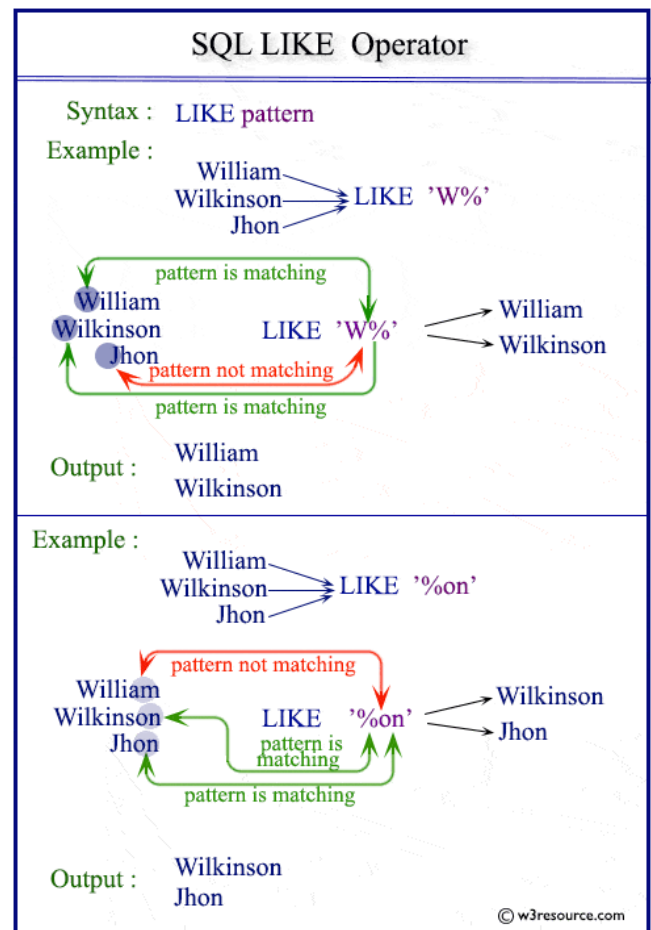 SQL LIKE Operator
Syntax : LIKE pattern
Example :
William
Wilkinson LIKE 'W%'
Jhon
pattern is matching
William
Wilkinson LIKE 'W%'
Jhon
William
Wilkinson
pattern not matching
pattern is matching
Output :
William
Wilkinson
Example :
William
Wilkinson LIKE '%on'
Jhon
pattern not matching
William
Wilkinson LIKE '%on'
Jhon
Wilkinson
Jhon
pattern is
matching
pattern is matching
Output :
Wilkinson
Jhon
© w3resource.com